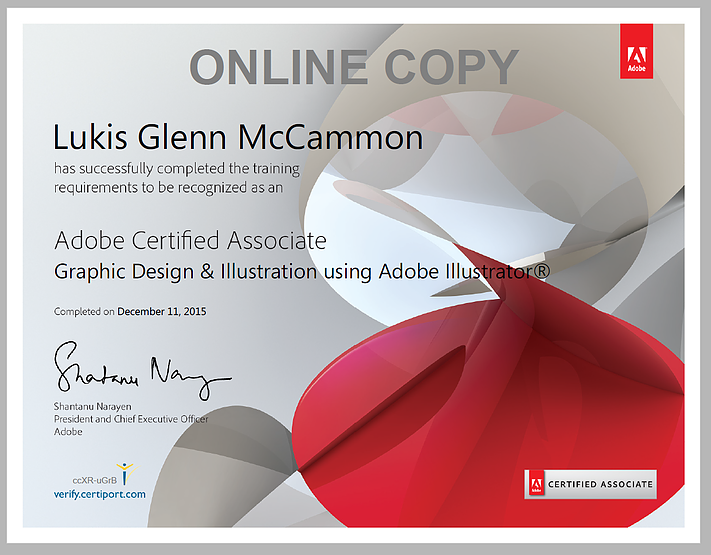 ONLINE COPY
Adobe
Lukis Glenn McCammon
has successfully completed the training
requirements to be recognized as an
Adobe Certified Associate
Graphic Design & Illustration using Adobe Illustrator®
Completed on December 11, 2015
Shantanu Narayen
Shantanu Narayen
President and Chief Executive Officer
Adobe
ccXR-uGrB
verify.certiport.com
Adobe
CERTIFIED ASSOCIATE